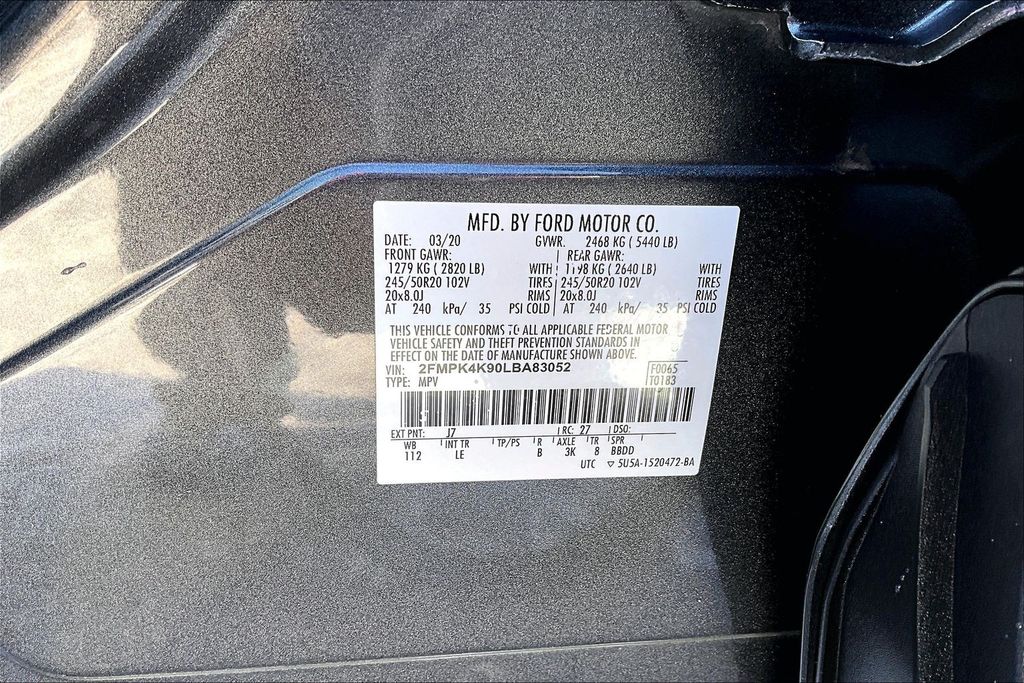 MFD. BY FORD MOTOR CO.
DATE: 03/20 GVWR. 2468 KG ( 5440 LB)
FRONT GAWR: REAR GAWR:
1279 KG ( 2820 LB) WITH 1198 KG ( 2640 LB) WITH
245/50R20 102V TIRES 245/50R20 102V TIRES
20x8.0J RIMS 20x8.0J RIMS
AT 240 kPa/ 35 PSI COLD AT 240 kPa/ 35 PSI COLD
THIS VEHICLE CONFORMS TO ALL APPLICABLE FEDERAL MOTOR
VEHICLE SAFETY AND THEFT PREVENTION STANDARDS IN
EFFECT ON THE DATE OF MANUFACTURE SHOWN ABOVE.
VIN: 2FMPK4K90LBA83052 F0065
TYPE: MPV T0183
EXT PNT: J7 RC: 27 DSO:
WB INT TR TP/PS R AXLE TR SPR
112 LE B 3K 8 BBDD
UTC ▽ 5U5A-1520472-BA